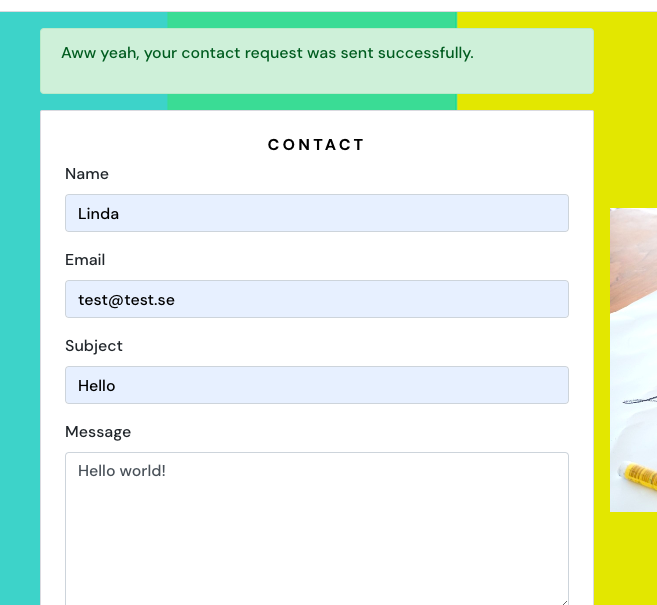 Aww yeah, your contact request was sent successfully.
CONTACT
Name
Linda
Email
test@test.se
Subject
Hello
Message
Hello world!